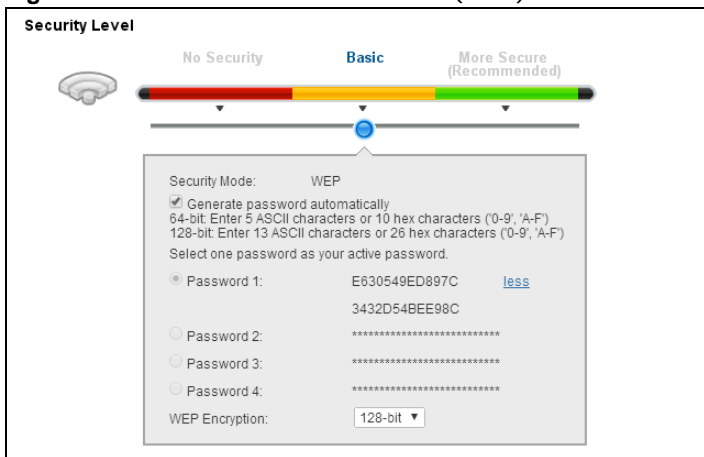 Security Level
No Security Basic More Secure
(Recommended)
Security Mode: WEP
Generate password automatically
64-bit: Enter 5 ASCII characters or 10 hex characters ('0-9', 'A-F')
128-bit: Enter 13 ASCII characters or 26 hex characters ('0-9', 'A-F')
Select one password as your active password.
Password 1: E630549ED897C less
3432D54BEE98C
Password 2: **************************
Password 3: **************************
Password 4: **************************
WEP Encryption: 128-bit